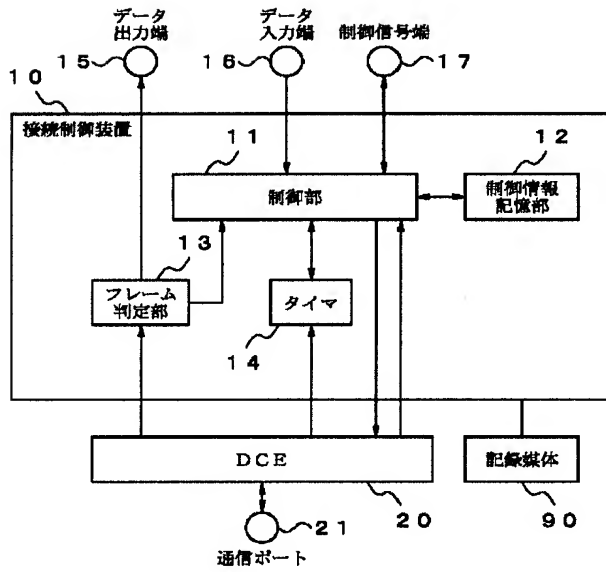 データ
出力端
データ
入力端
制御信号端
15
16
17
10
接続制御装置
11
12
制御部
制御情報
記憶部
13
フレーム
判定部
タイマ
14
DCE
記録媒体
20
90
21
通信ポート